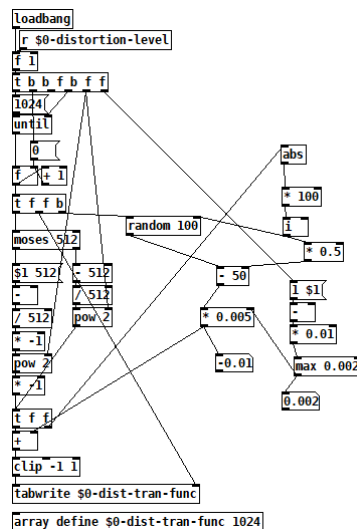 loadbang
r $0-distortion-level
f 1
t b b f b f f
1024
until
0
f
+ 1
abs
* 100
t f f b
random 100
i
moses 512
* 0.5
$1 512
- 512
- 50
-
/ 512
1 $1
/ 512
pow 2
* 0.005
-
* -1
* 0.01
pow 2
-0.01
max 0.002
* -1
0.002
t f f
+
clip -1 1
tabwrite $0-dist-tran-func
array define $0-dist-tran-func 1024